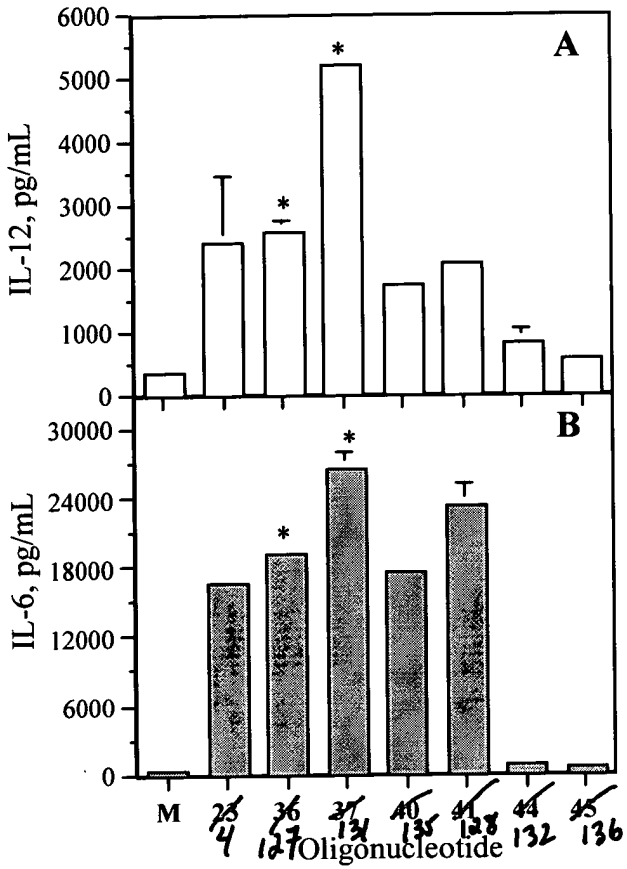 6000
A
*
5000
4000
*
3000
2000
1000
0
IL-12, pg/mL
B
30000
*
24000
*
18000
12000
6000
0
IL-6, pg/mL
M 23 36 37 40 41 44 45
4 127 131 135 128 132 136
Oligonucleotide